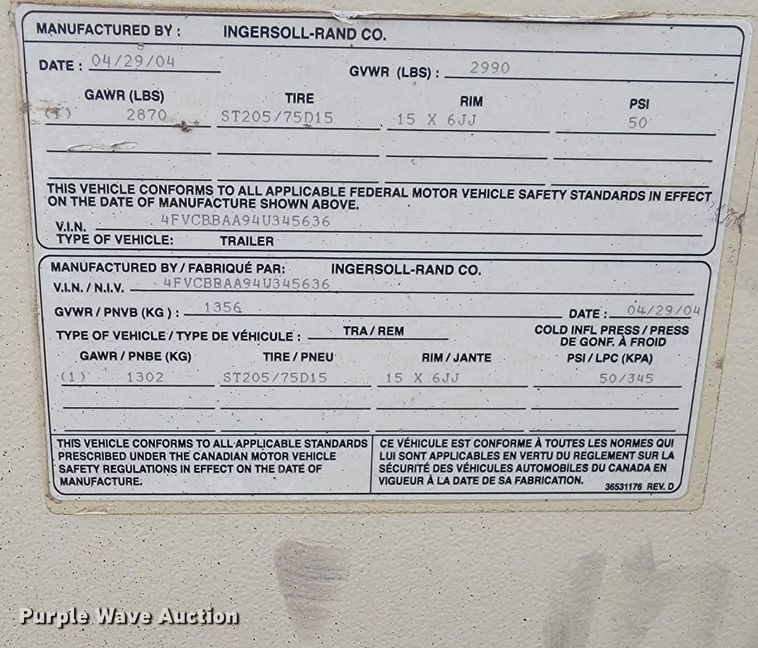 MANUFACTURED BY : INGERSOLL-RAND CO.
DATE : 04/29/04 GVWR (LBS) : 2990
GAWR (LBS) TIRE RIM PSI
(1) 2870 ST205/75D15 15 X 6JJ 50
THIS VEHICLE CONFORMS TO ALL APPLICABLE FEDERAL MOTOR VEHICLE SAFETY STANDARDS IN EFFECT
ON THE DATE OF MANUFACTURE SHOWN ABOVE.
V.I.N. 4FVCBBAA94U345636
TYPE OF VEHICLE: TRAILER
MANUFACTURED BY / FABRIQUÉ PAR: INGERSOLL-RAND CO.
V.I.N. / N.I.V. 4FVCBBAA94U345636
GVWR / PNVB (KG) : 1356 DATE : 04/29/04
TYPE OF VEHICLE / TYPE DE VÉHICULE : TRA / REM COLD INFL PRESS / PRESS
DE GONF. À FROID
GAWR / PNBE (KG) TIRE / PNEU RIM / JANTE PSI / LPC (KPA)
(1) 1302 ST205/75D15 15 X 6JJ 50/345
THIS VEHICLE CONFORMS TO ALL APPLICABLE STANDARDS
PRESCRIBED UNDER THE CANADIAN MOTOR VEHICLE
SAFETY REGULATIONS IN EFFECT ON THE DATE OF
MANUFACTURE.
CE VÉHICULE EST CONFORME À TOUTES LES NORMES QUI
LUI SONT APPLICABLES EN VERTU DU REGLEMENT SUR LA
SÉCURITÉ DES VÉHICULES AUTOMOBILES DU CANADA EN
VIGUEUR À LA DATE DE SA FABRICATION.
36531176 REV. D
Purple Wave Auction